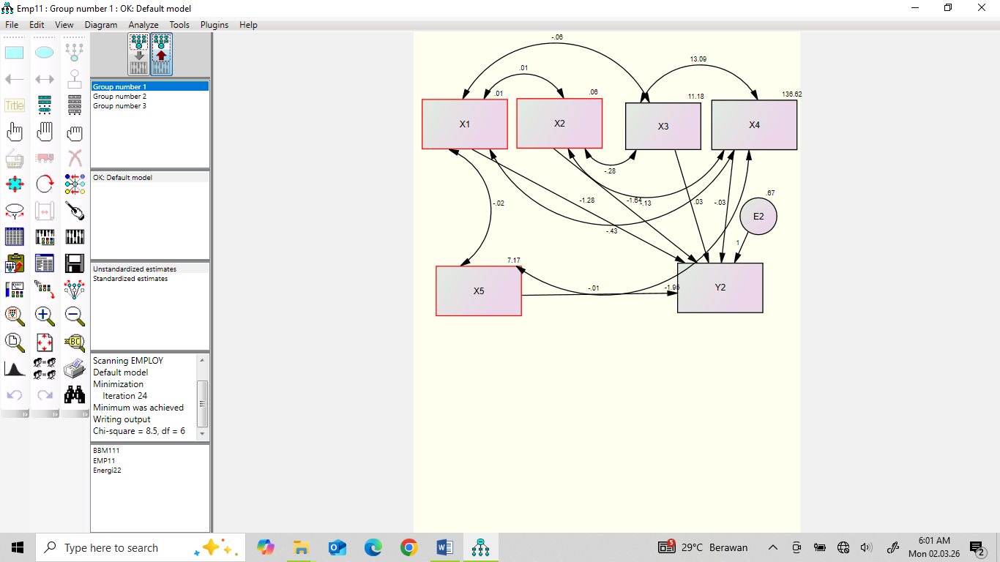 Emp11 : Group number 1 : OK: Default model
File Edit View Diagram Analyze Tools Plugins Help
Title
Group number 1
Group number 2
Group number 3
OK: Default model
Unstandardized estimates
Standardized estimates
Scanning EMPLOY
Default model
Minimization
Iteration 24
Minimum was achieved
Writing output
Chi-square = 8.5, df = 6
BBM111
EMP11
Energi22
-.06
13.09
.01
.01
.06
11.18
136.62
X1
X2
X3
X4
-.28
-.02
-1.28
-1.64
-.13
.03
-.03
.67
E2
-.43
1
7.17
X5
-.01
-1.95
Y2
ABC
Type here to search
5
29°C Berawan
6:01 AM
Mon 02.03.26
2